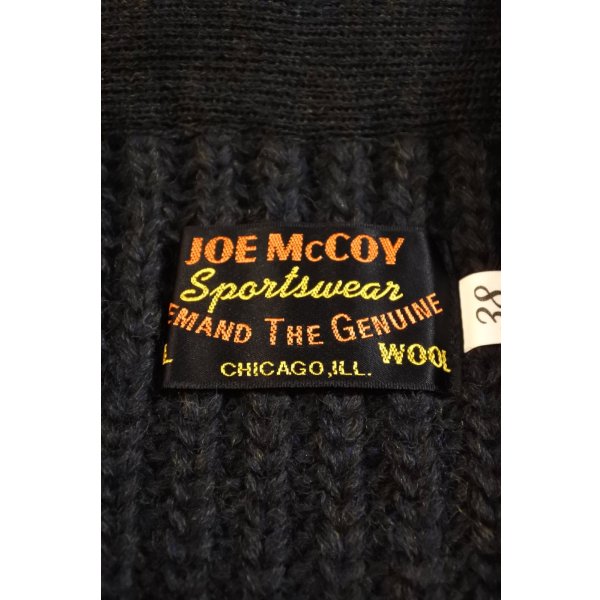 JOE McCOY
Sportswear
EMAND THE GENUINE
L WOOL
CHICAGO, ILL.
38